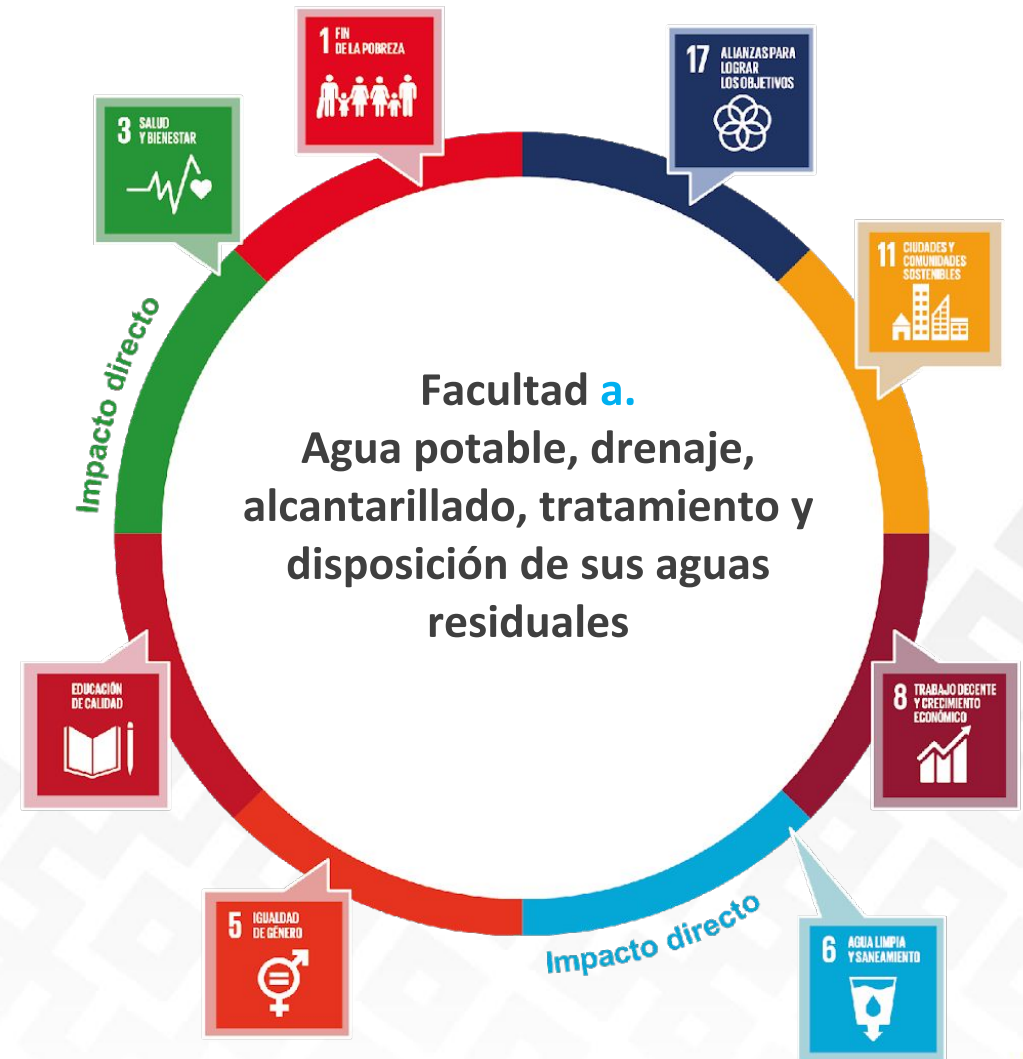 1 FIN
DE LA POBREZA
17 ALIANZAS PARA
LOGRAR
LOS OBJETIVOS
3 SALUD
Y BIENESTAR
11 CIUDADES Y
COMUNIDADES
SOSTENIBLES
Impacto directo
Facultad a.
Agua potable, drenaje,
alcantarillado, tratamiento y
disposición de sus aguas
residuales
EDUCACIÓN
DE CALIDAD
8 TRABAJO DECENTE
Y CRECIMIENTO
ECONÓMICO
5 IGUALDAD
DE GÉNERO
Impacto directo
6 AGUA LIMPIA
Y SANEAMIENTO